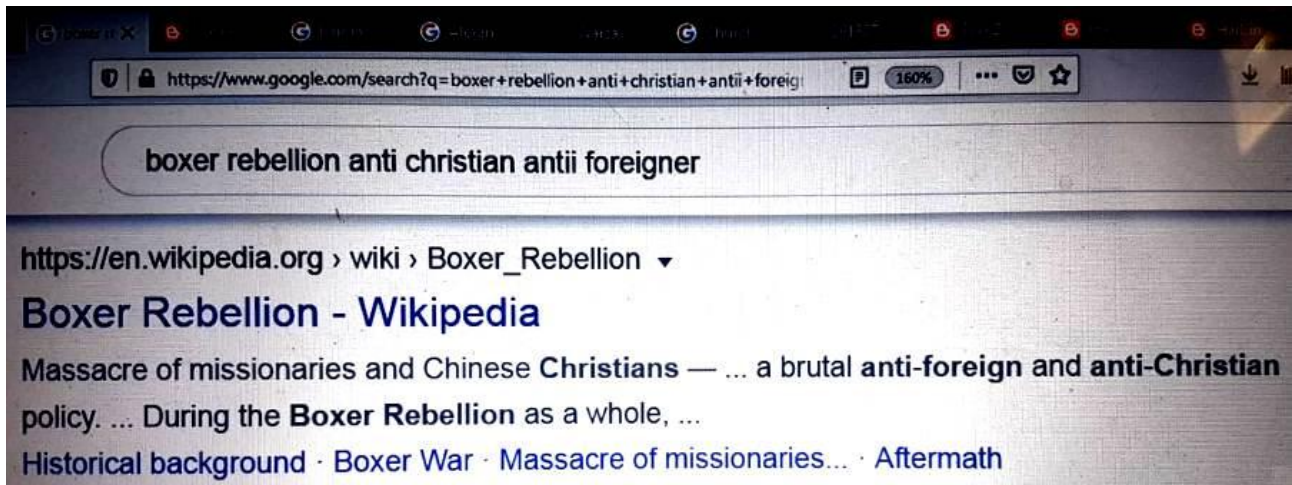 https://www.google.com/search?q=boxer+rebellion+anti+christian+antii+foreig
160%
boxer rebellion anti christian antii foreigner
https://en.wikipedia.org › wiki › Boxer_Rebellion
Boxer Rebellion - Wikipedia
Massacre of missionaries and Chinese Christians — ... a brutal anti-foreign and anti-Christian
policy. ... During the Boxer Rebellion as a whole, ...
Historical background · Boxer War · Massacre of missionaries... · Aftermath